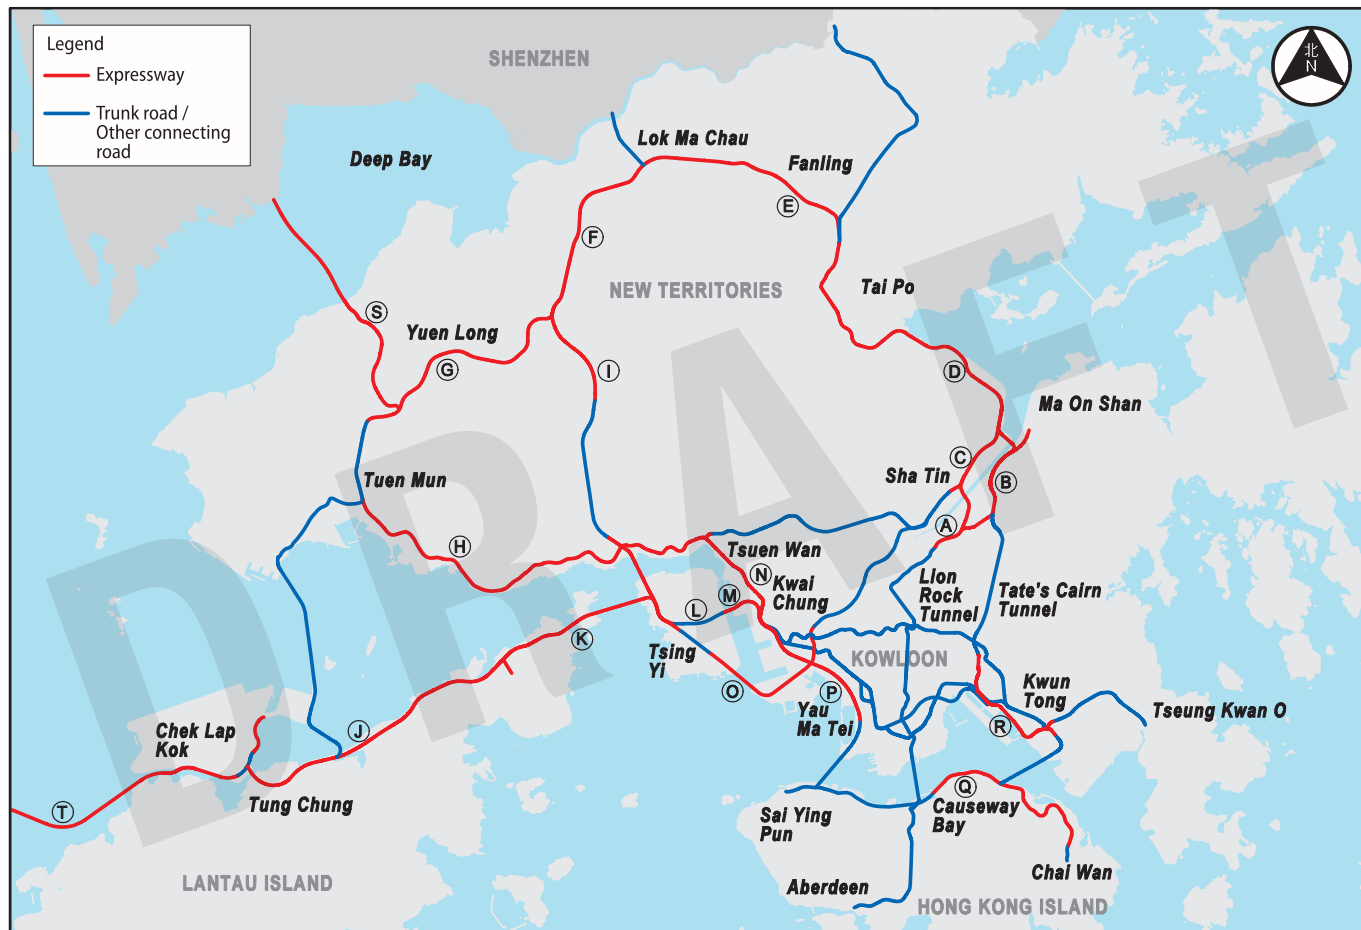 Legend
Expressway
Trunk road /
Other connecting
road
SHENZHEN
北
N
Deep Bay
Lok Ma Chau
Fanling
E
F
NEW TERRITORIES
Tai Po
S
Yuen Long
G
I
D
Ma On Shan
Tuen Mun
Sha Tin
C
B
A
H
Tsuen Wan
N
Kwai
Chung
M
L
Lion
Rock
Tunnel
Tate's Cairn
Tunnel
K
Tsing
Yi
O
KOWLOON
P
Yau
Ma Tei
Kwun
Tong
R
Tseung Kwan O
Chek Lap
Kok
J
T
Tung Chung
Sai Ying
Pun
Q
Causeway
Bay
Chai Wan
LANTAU ISLAND
Aberdeen
HONG KONG ISLAND
DRAFT